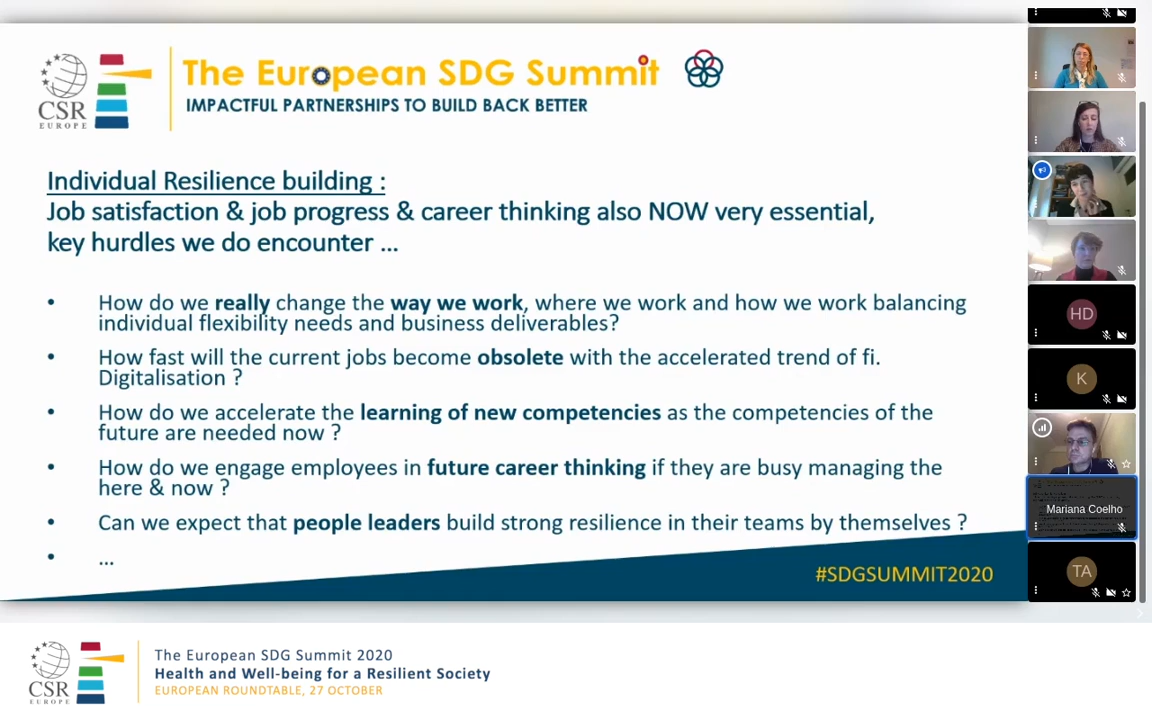 CSR
EUROPE
The European SDG Summit
IMPACTFUL PARTNERSHIPS TO BUILD BACK BETTER
Individual Resilience building :
Job satisfaction & job progress & career thinking also NOW very essential,
key hurdles we do encounter ...
• How do we really change the way we work, where we work and how we work balancing
individual flexibility needs and business deliverables?
• How fast will the current jobs become obsolete with the accelerated trend of fi.
Digitalisation ?
• How do we accelerate the learning of new competencies as the competencies of the
future are needed now ?
• How do we engage employees in future career thinking if they are busy managing the
here & now ?
• Can we expect that people leaders build strong resilience in their teams by themselves ?
• ...
#SDGSUMMIT2020
HD
K
Mariana Coelho
TA
CSR
EUROPE
The European SDG Summit 2020
Health and Well-being for a Resilient Society
EUROPEAN ROUNDTABLE, 27 OCTOBER